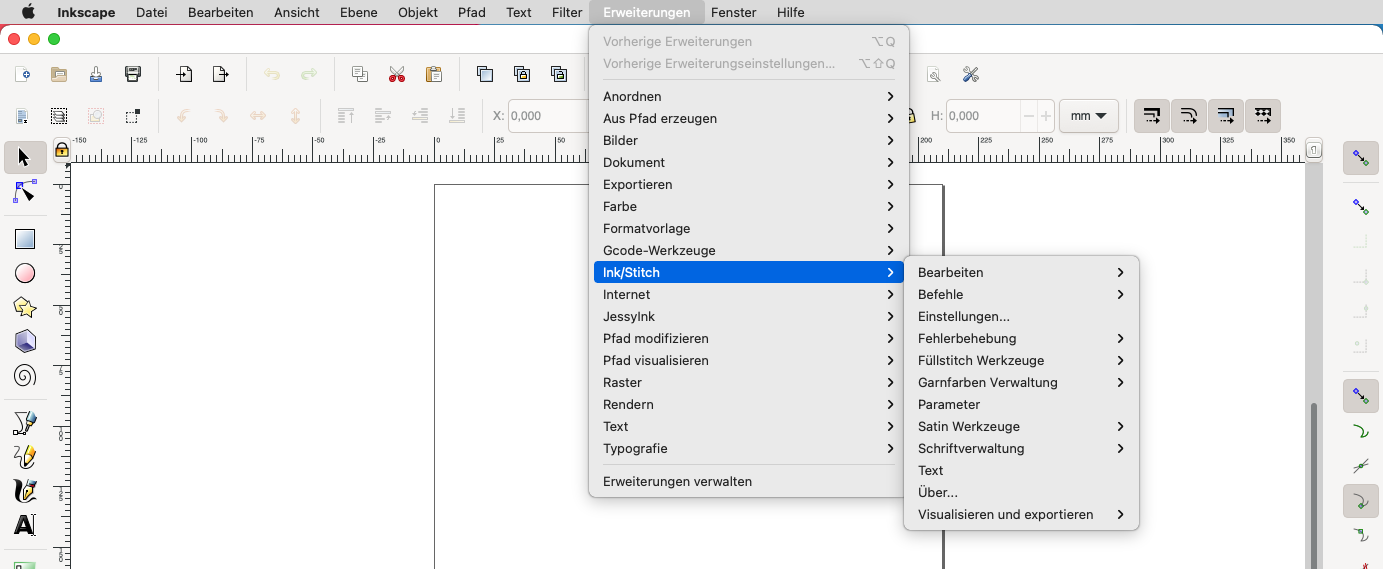 Inkscape Datei Bearbeiten Ansicht Ebene Objekt Pfad Text Filter Erweiterungen Fenster Hilfe
Vorherige Erweiterungen ⌥Q
Vorherige Erweiterungseinstellungen... ⌥⇧Q
X: 0,000 H: 0,000 mm
-150 -125 -100 -75 -50 -25 0 25 50 200 225 250 275 300 325 350
Anordnen
Aus Pfad erzeugen
Bilder
Dokument
Exportieren
Farbe
Formatvorlage
Gcode-Werkzeuge
Ink/Stitch
Internet
JessyInk
Pfad modifizieren
Pfad visualisieren
Raster
Rendern
Text
Typografie
Erweiterungen verwalten
Bearbeiten
Befehle
Einstellungen...
Fehlerbehebung
Füllstitch Werkzeuge
Garnfarben Verwaltung
Parameter
Satin Werkzeuge
Schriftverwaltung
Text
Über...
Visualisieren und exportieren